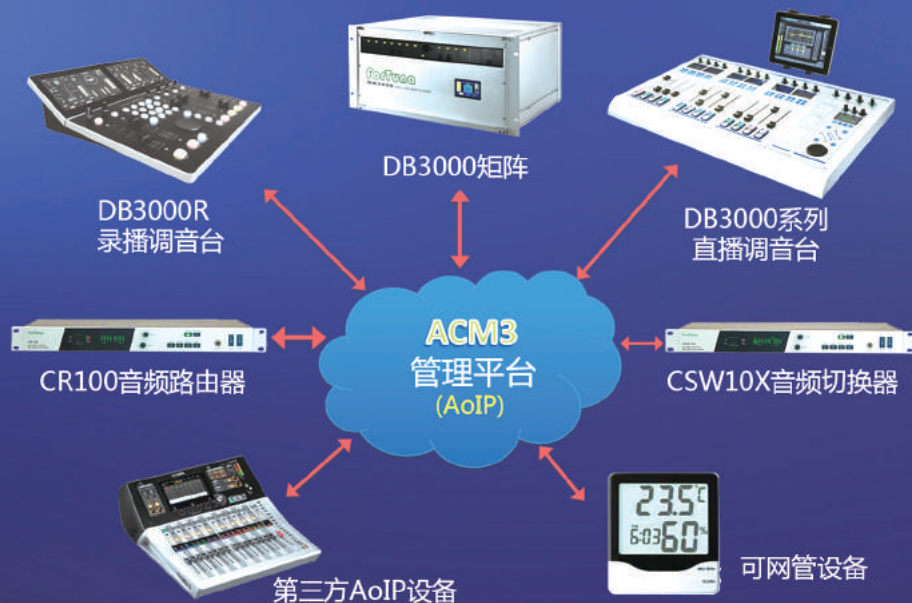 forTuna
DB3000矩阵
DB3000R
录播调音台
DB3000系列
直播调音台
ACM3
管理平台
(AoIP)
CR100音频路由器
CSW10X音频切换器
23.5℃
6:03 60%
第三方AoIP设备
可网管设备